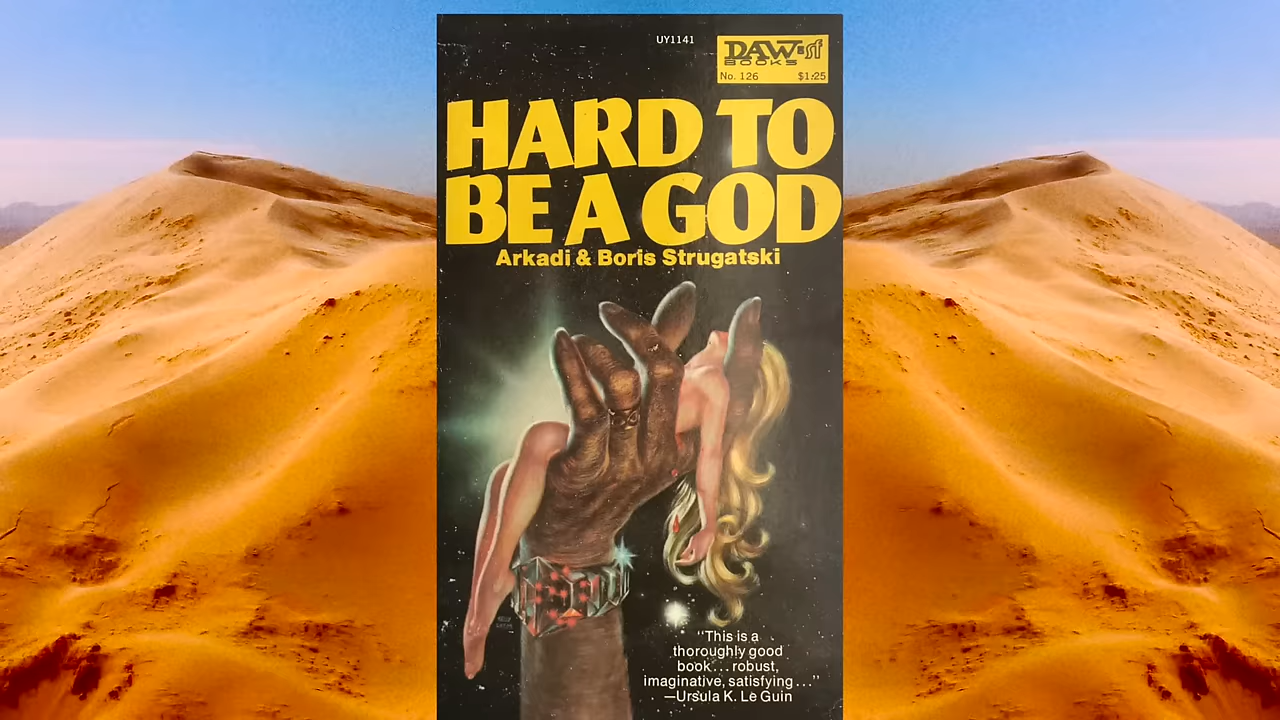 UY1141
DAW sf
BOOKS
No. 126 $1.25
HARD TO
BE A GOD
Arkadi & Boris Strugatski
"This is a
thoroughly good
book...robust,
imaginative, satisfying..."
—Ursula K. Le Guin